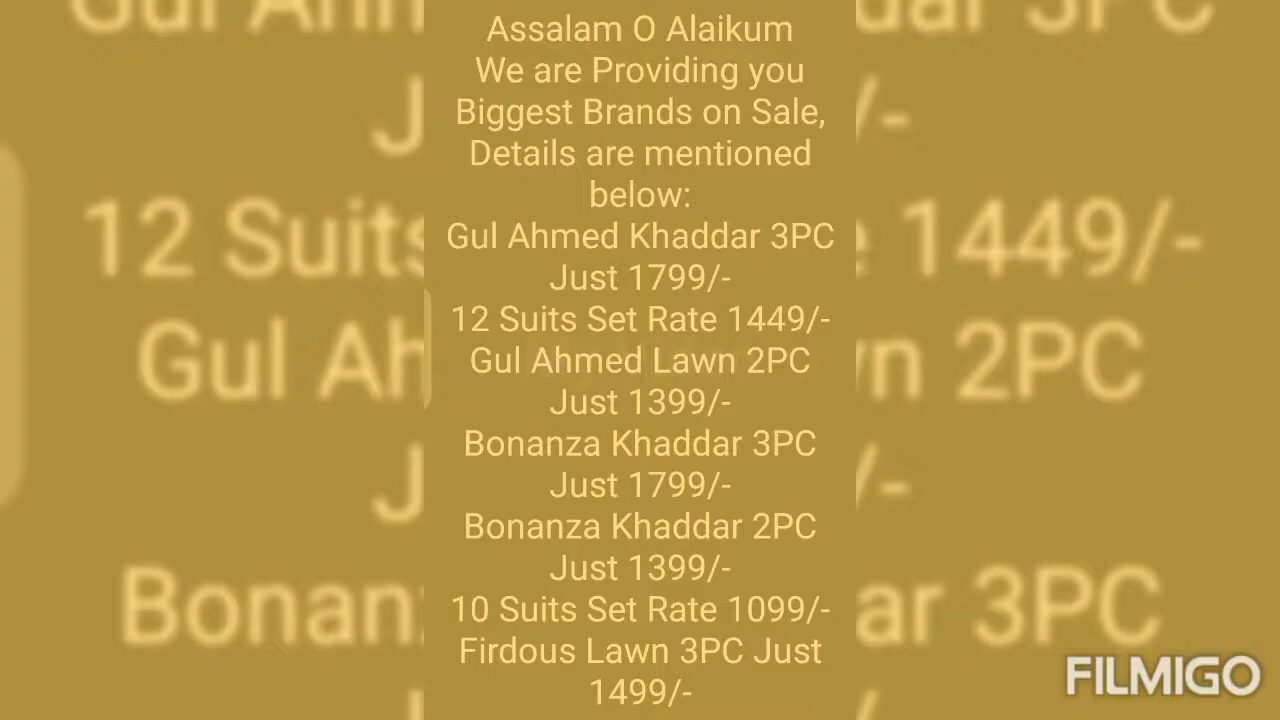 Assalam O Alaikum
We are Providing you
Biggest Brands on Sale,
Details are mentioned
below:
Gul Ahmed Khaddar 3PC
Just 1799/-
12 Suits Set Rate 1449/-
Gul Ahmed Lawn 2PC
Just 1399/-
Bonanza Khaddar 3PC
Just 1799/-
Bonanza Khaddar 2PC
Just 1399/-
10 Suits Set Rate 1099/-
Firdous Lawn 3PC Just
1499/-
FILMIGO